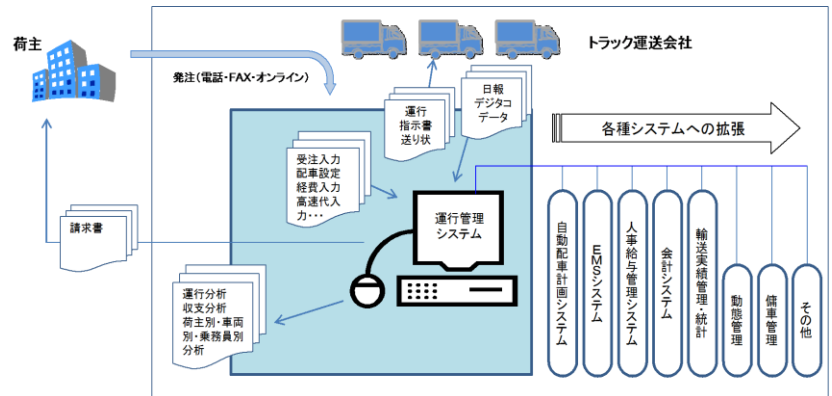 荷主
トラック運送会社
発注(電話・FAX・オンライン)
運行
指示書
送り状
日報
デジタコ
データ
各種システムへの拡張
受注入力
配車設定
経費入力
高速代入
力・・・
運行管理
システム
請求書
運行分析
収支分析
荷主別・車両
別・乗務員別
分析
自動配車計画システム
EMSシステム
人事給与管理システム
会計システム
輸送実績管理・統計
動態管理
傭車管理
その他